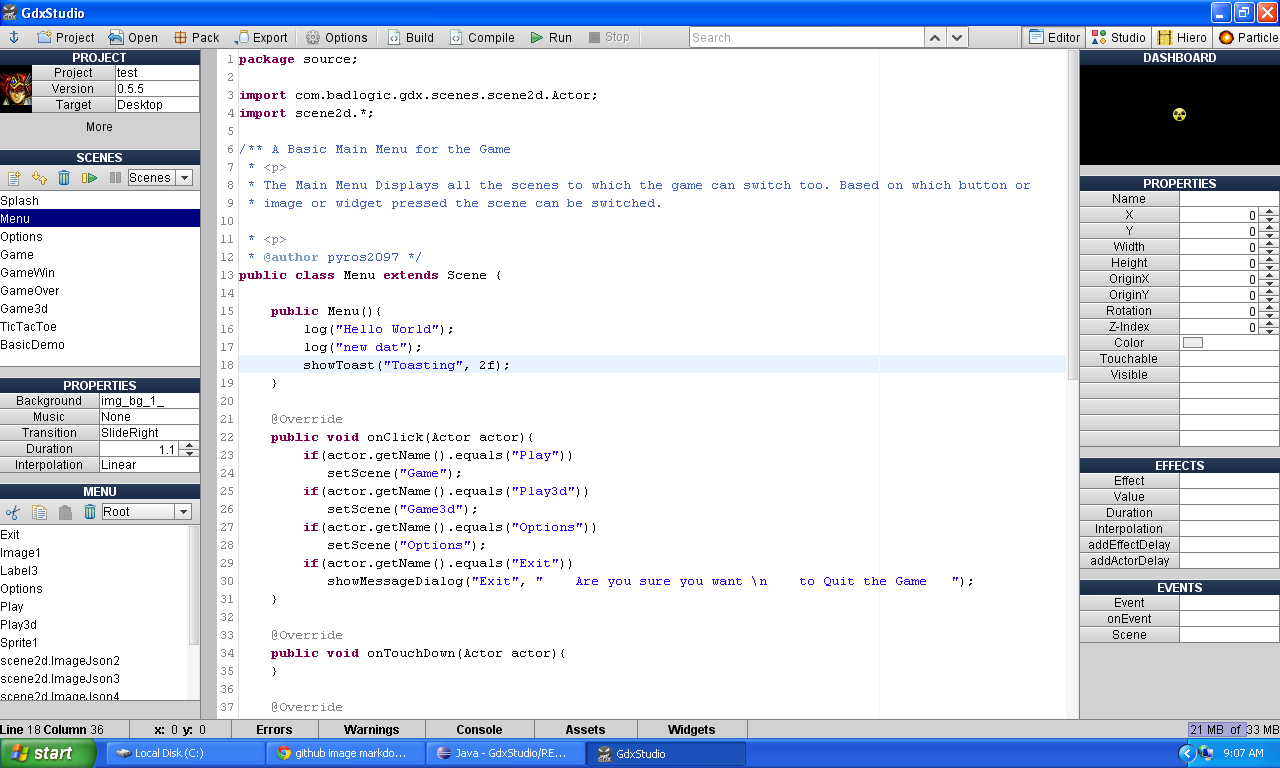 GdxStudio
Project Open Pack Export Options Build Compile Run Stop Search Editor Studio Hiero Particle
PROJECT
Project test
Version 0.5.5
Target Desktop
More
SCENES
Scenes
Splash
Menu
Options
Game
GameWin
GameOver
Game3d
TicTacToe
BasicDemo
PROPERTIES
Background img_bg_1_
Music None
Transition SlideRight
Duration 1.1
Interpolation Linear
MENU
Root
Exit
Image1
Label3
Options
Play
Play3d
Sprite1
scene2d.ImageJson2
scene2d.ImageJson3
scene2d.ImageJson4
1 package source;
2
3 import com.badlogic.gdx.scenes.scene2d.Actor;
4 import scene2d.*;
5
6 /** A Basic Main Menu for the Game
7 * <p>
8 * The Main Menu Displays all the scenes to which the game can switch too. Based on which button or
9 * image or widget pressed the scene can be switched.
10
11 * <p>
12 * @author pyros2097 */
13 public class Menu extends Scene {
14
15 public Menu(){
16 log("Hello World");
17 log("new dat");
18 showToast("Toasting", 2f);
19 }
20
21 @Override
22 public void onClick(Actor actor){
23 if(actor.getName().equals("Play"))
24 setScene("Game");
25 if(actor.getName().equals("Play3d"))
26 setScene("Game3d");
27 if(actor.getName().equals("Options"))
28 setScene("Options");
29 if(actor.getName().equals("Exit"))
30 showMessageDialog("Exit", "    Are you sure you want \n    to Quit the Game   ");
31 }
32
33 @Override
34 public void onTouchDown(Actor actor){
35 }
36
37 @Override
DASHBOARD
PROPERTIES
Name
X 0
Y 0
Width 0
Height 0
OriginX 0
OriginY 0
Rotation 0
Z-Index 0
Color
Touchable
Visible
EFFECTS
Effect
Value
Duration
Interpolation
addEffectDelay
addActorDelay
EVENTS
Event
onEvent
Scene
Line 18 Column 36 x: 0 y: 0 Errors Warnings Console Assets Widgets 21 MB of 33 MB
start Local Disk (C:) github image markdo... Java - GdxStudio/RE... GdxStudio 9:07 AM